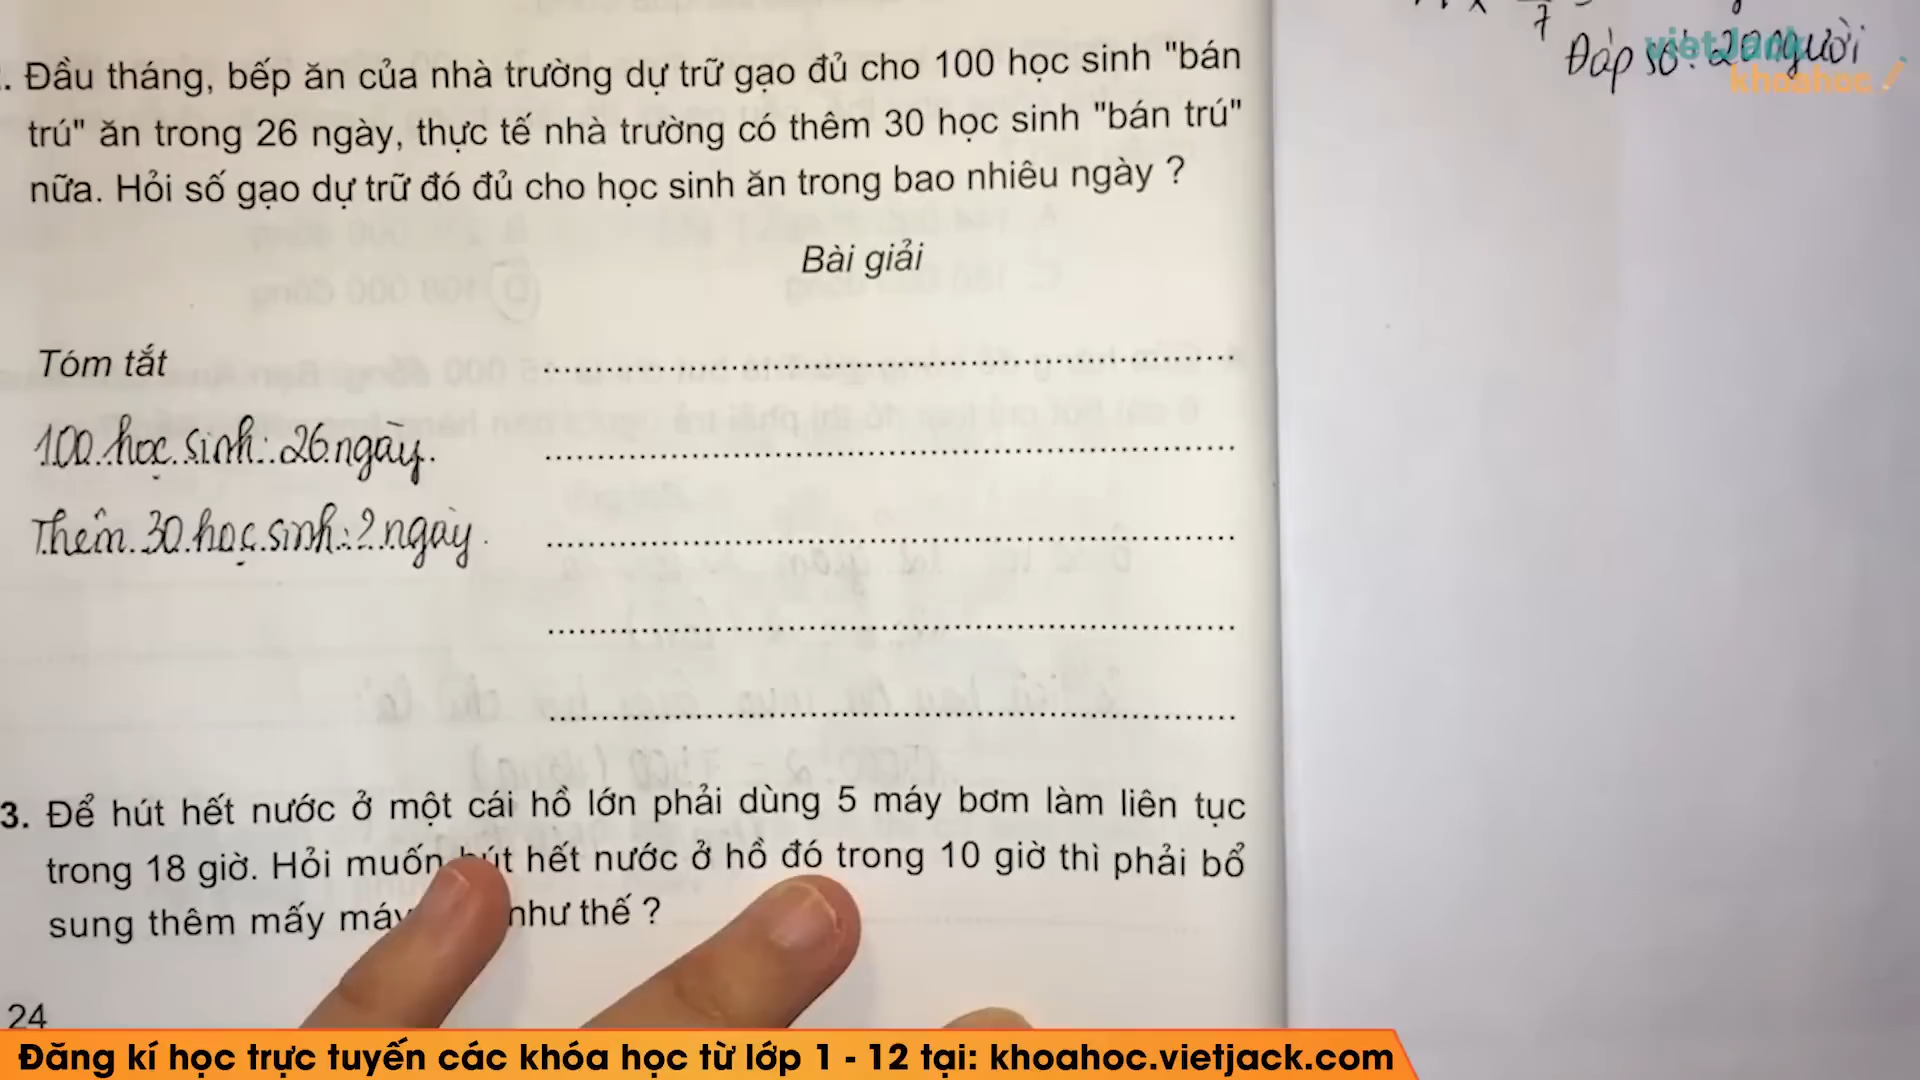 Đáp số: 20 người
vietJack
khoahoc
. Đầu tháng, bếp ăn của nhà trường dự trữ gạo đủ cho 100 học sinh "bán
trú" ăn trong 26 ngày, thực tế nhà trường có thêm 30 học sinh "bán trú"
nữa. Hỏi số gạo dự trữ đó đủ cho học sinh ăn trong bao nhiêu ngày ?
Bài giải
Tóm tắt
100 học sinh: 26 ngày.
Thêm 30 học sinh: ? ngày
3. Để hút hết nước ở một cái hồ lớn phải dùng 5 máy bơm làm liên tục
trong 18 giờ. Hỏi muốn hút hết nước ở hồ đó trong 10 giờ thì phải bổ
sung thêm mấy máy như thế ?
24
Đăng kí học trực tuyến các khóa học từ lớp 1 - 12 tại: khoahoc.vietjack.com